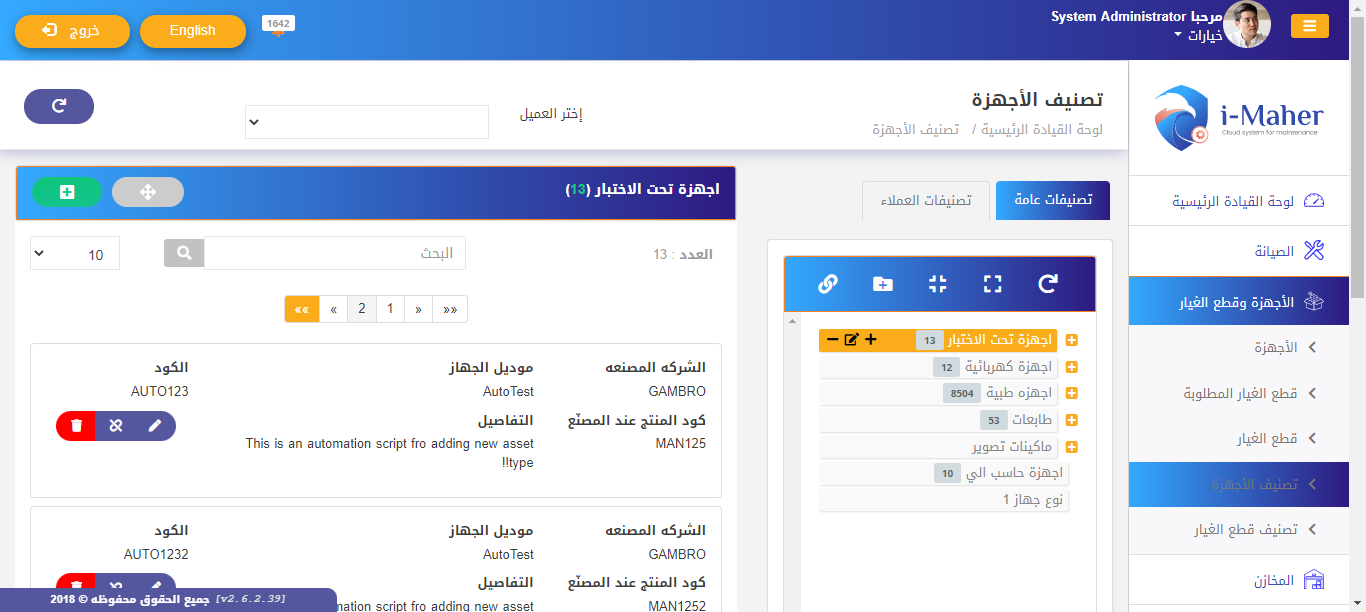 مرحبا System Administrator
خيارات
1642
English
خروج
i-Maher
Cloud system for maintenance
لوحة القيادة الرئيسية
الصيانة
الأجهزة وقطع الغيار
الأجهزة
قطع الغيار المطلوبة
قطع الغيار
تصنيف الأجهزة
تصنيف قطع الغيار
المخازن
تصنيف الأجهزة
لوحة القيادة الرئيسية / تصنيف الأجهزة
إختر العميل
تصنيفات عامة
تصنيفات العملاء
اجهزة تحت الاختبار 13
اجهزة كهربائية 12
اجهزه طبية 8504
طابعات 53
ماكينات تصوير
اجهزة حاسب الي 10
نوع جهاز 1
اجهزة تحت الاختبار (13)
العدد : 13
البحث
10
«« « 2 1 » »»
الشركه المصنعه
GAMBRO
موديل الجهاز
AutoTest
الكود
AUTO123
كود المنتج عند المصنّع
MAN125
التفاصيل
This is an automation script fro adding new asset
type!!
الشركه المصنعه
GAMBRO
موديل الجهاز
AutoTest
الكود
AUTO1232
كود المنتج عند المصنّع
MAN1252
التفاصيل
mation script fro adding new asset
جميع الحقوق محفوظه © 2018 [v2.6.2.39]